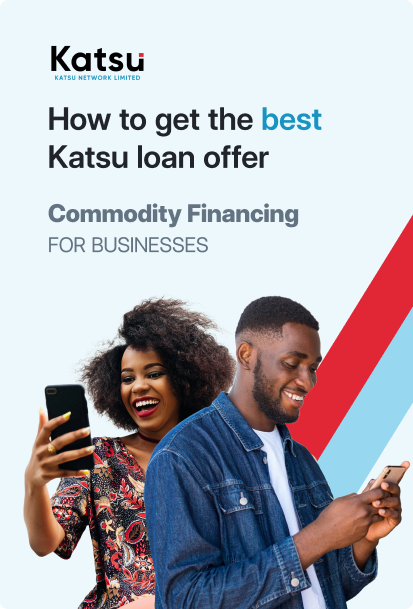 Katsu
KATSU NETWORK LIMITED
How to get the best
Katsu loan offer
Commodity Financing
FOR BUSINESSES